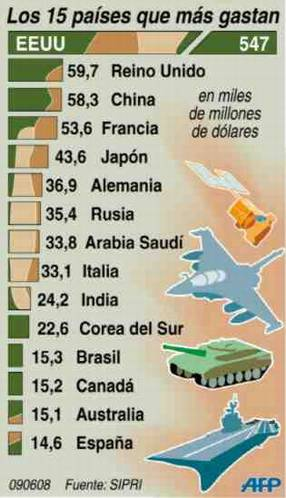 Los 15 países que más gastan
EEUU 547
59,7 Reino Unido
58,3 China
en miles
de millones
de dólares
53,6 Francia
43,6 Japón
36,9 Alemania
35,4 Rusia
33,8 Arabia Saudí
33,1 Italia
24,2 India
22,6 Corea del Sur
15,3 Brasil
15,2 Canadá
15,1 Australia
14,6 España
090608 Fuente: SIPRI AFP